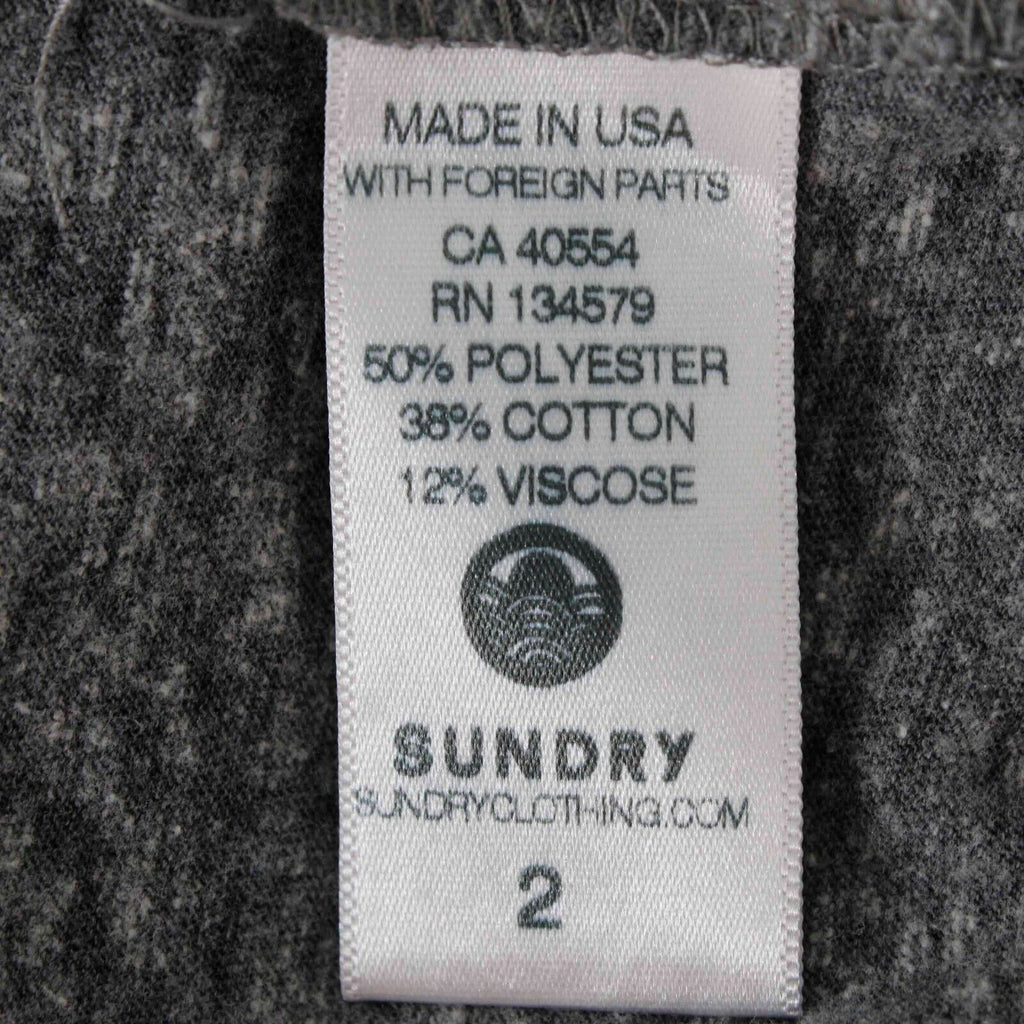 MADE IN USA
WITH FOREIGN PARTS
CA 40554
RN 134579
50% POLYESTER
38% COTTON
12% VISCOSE
SUNDRY
SUNDRYCLOTHING.COM
2